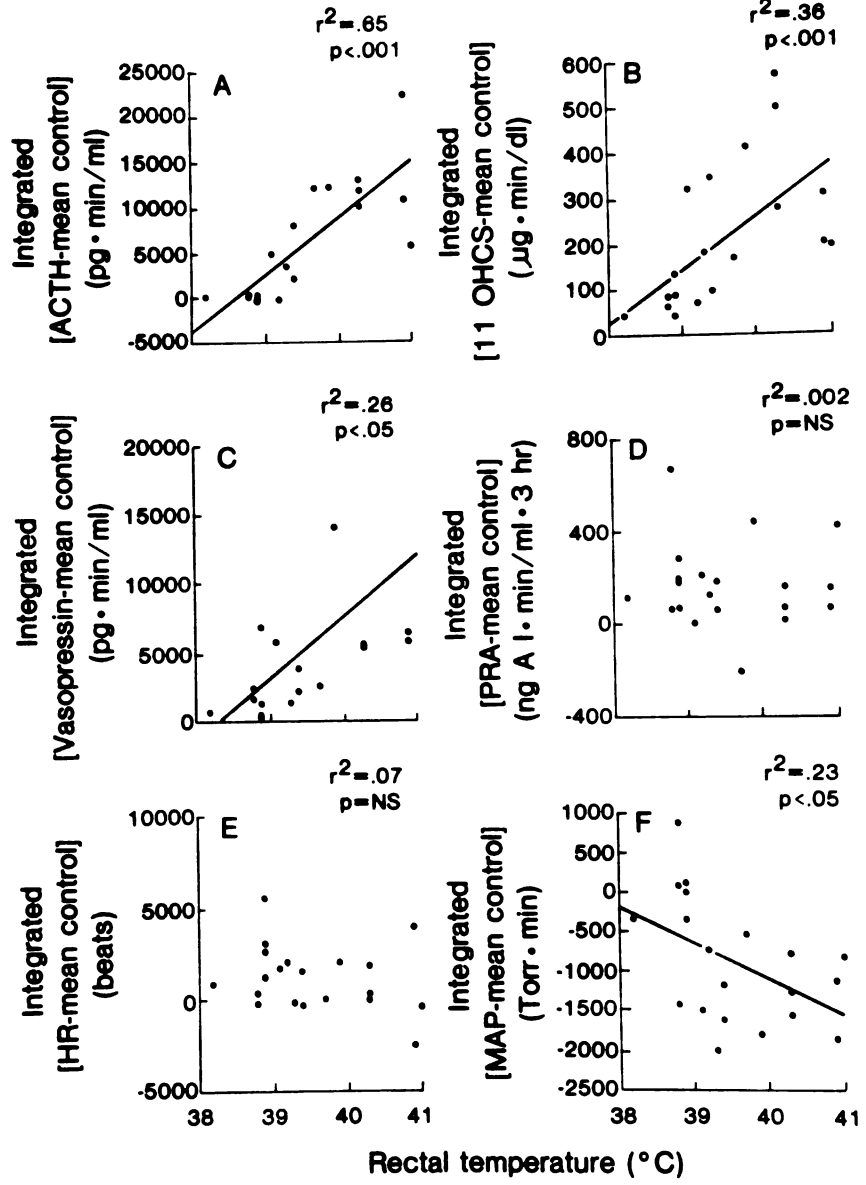 r²=.65
p<.001
A
Integrated
[ACTH-mean control]
(pg•min/ml)
25000
20000
15000
10000
5000
0
-5000
r²=.36
p<.001
B
Integrated
[11 OHCS-mean control]
(µg•min/dl)
600
500
400
300
200
100
0
r²=.26
p<.05
C
Integrated
[Vasopressin-mean control]
(pg•min/ml)
20000
15000
10000
5000
0
r²=.002
p=NS
D
Integrated
[PRA-mean control]
(ng A I•min/ml•3 hr)
800
400
0
-400
r²=.07
p=NS
E
Integrated
[HR-mean control]
(beats)
10000
5000
0
-5000
38 39 40 41
r²=.23
p<.05
F
Integrated
[MAP-mean control]
(Torr•min)
1000
500
0
-500
-1000
-1500
-2000
-2500
38 39 40 41
Rectal temperature (°C)